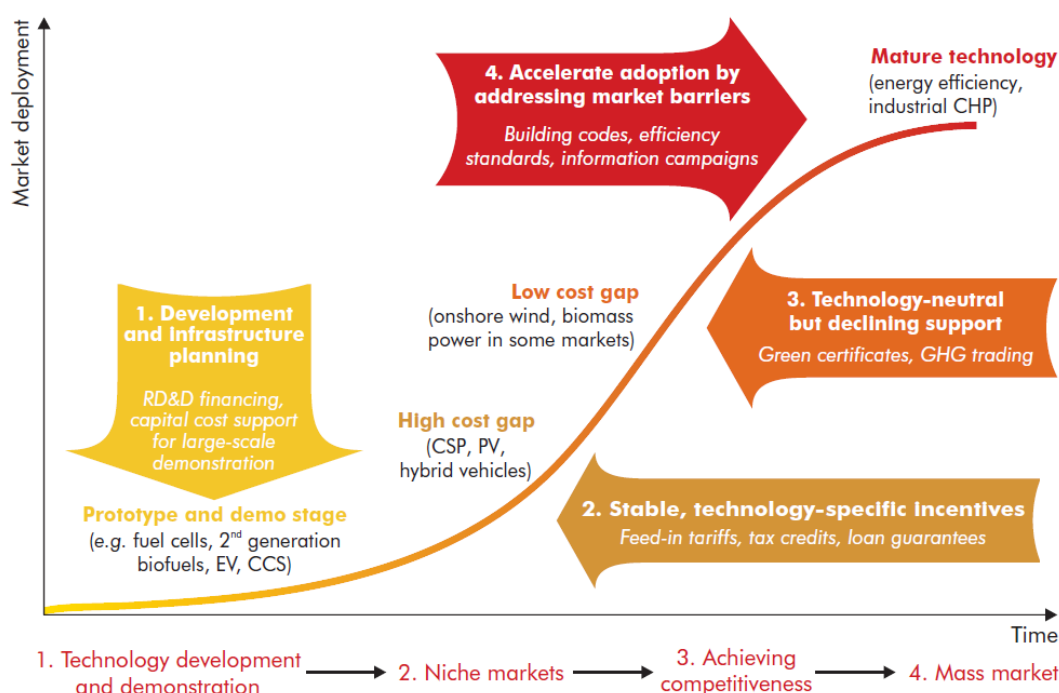 Market deployment
4. Accelerate adoption by
addressing market barriers
Building codes, efficiency
standards, information campaigns
Mature technology
(energy efficiency,
industrial CHP)
1. Development
and Infrastructure
planning
RD&D financing,
capital cost support
for large-scale
demonstration
Low cost gap
(onshore wind, biomass
power in some markets)
3. Technology-neutral
but declining support
Green certificates, GHG trading
High cost gap
(CSP, PV,
hybrid vehicles)
Prototype and demo stage
(e.g. fuel cells, 2nd generation
biofuels, EV, CCS)
2. Stable, technology-specific incentives
Feed-in tariffs, tax credits, loan guarantees
Time
1. Technology development
and demonstration
2. Niche markets
3. Achieving
competitiveness
4. Mass market